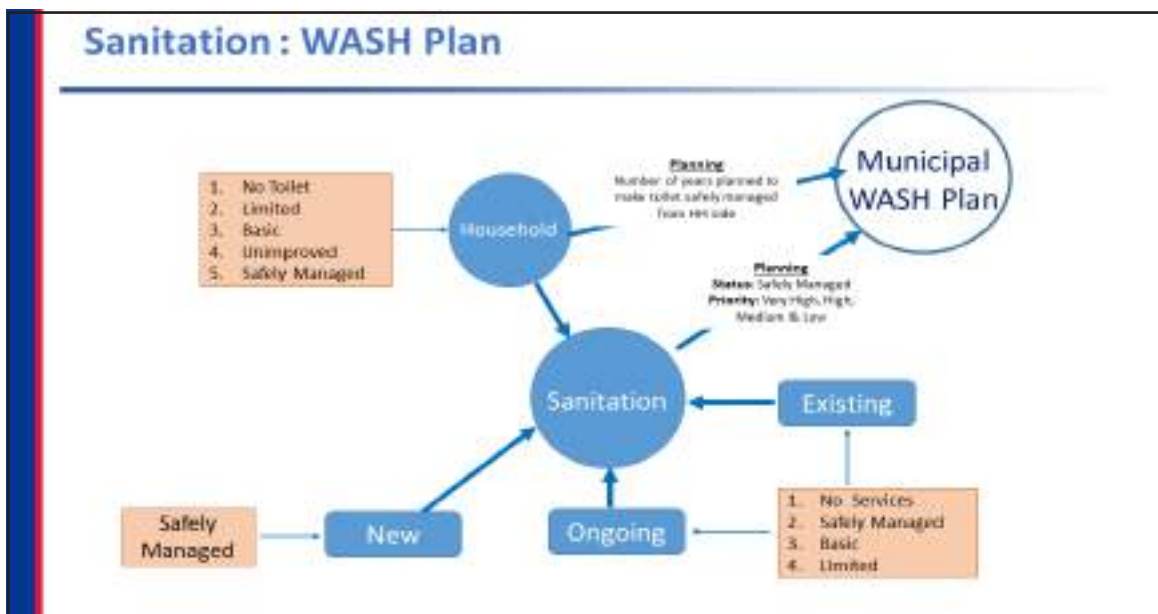 Sanitation : WASH Plan
Municipal
WASH Plan
Planning
Number of years planned to
make toilet safely managed
from HH side
1. No Toilet
2. Limited
3. Basic
4. Unimproved
5. Safely Managed
Household
Planning
Status: Safely Managed
Priority: Very High, High,
Medium & Low
Sanitation
Existing
1. No Services
2. Safely Managed
3. Basic
4. Limited
Safely
Managed
New
Ongoing